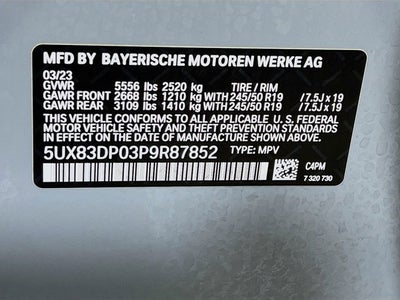 MFD BY BAYERISCHE MOTOREN WERKE AG
03/23
GVWR 5556 lbs 2520 kg TIRE / RIM
GAWR FRONT 2668 lbs 1210 kg 245/50 R19 /7.5J x 19
GAWR REAR 3109 lbs 1410 kg 245/50 R19 /7.5J x 19
THIS VEHICLE CONFORMS TO ALL APPLICABLE U. S. FEDERAL
MOTOR VEHICLE SAFETY, BUMPER, AND THEFT PREVENTION
STANDARDS IN EFFECT ON THE DATE OF MANUFACTURE SHOWN ABOVE.
5UX83DP03P9R87852 TYPE: MPV
C4PM
7 320 730